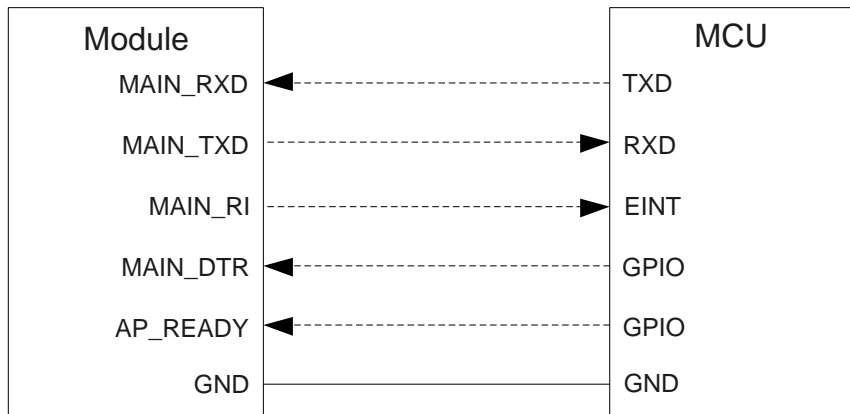 Module MCU
MAIN_RXD TXD
MAIN_TXD RXD
MAIN_RI EINT
MAIN_DTR GPIO
AP_READY GPIO
GND GND